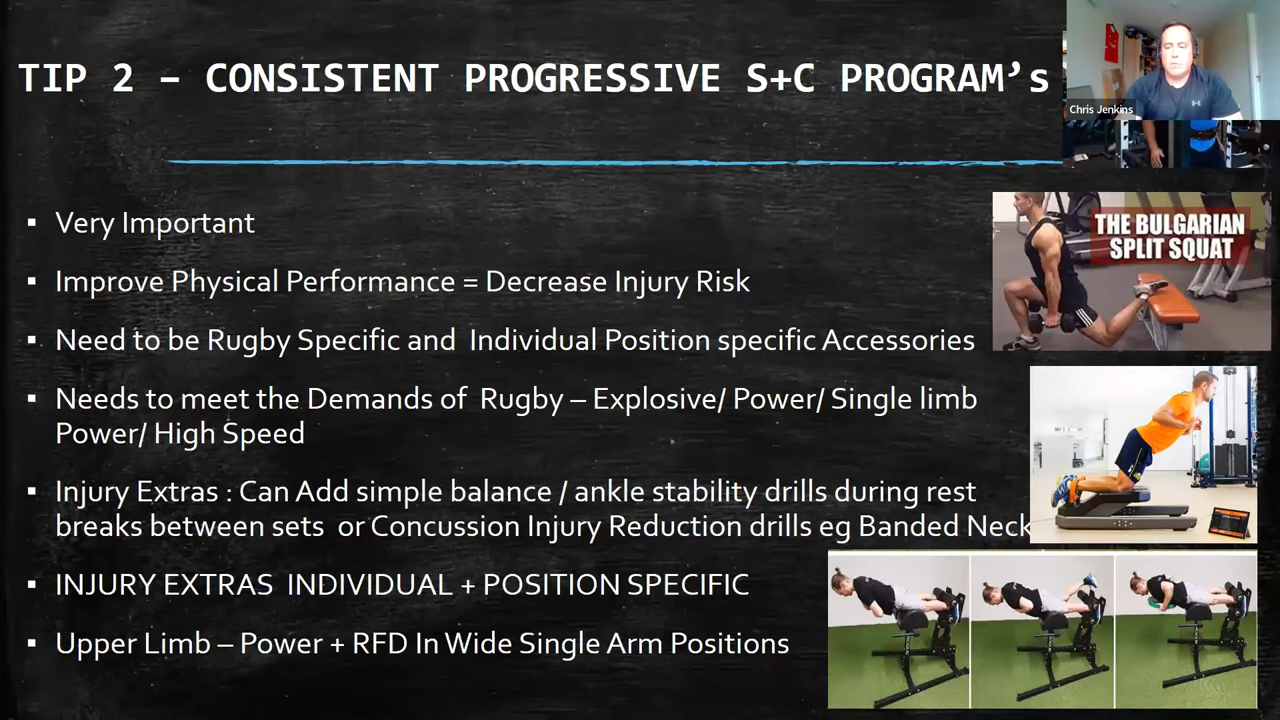 TIP 2 – CONSISTENT PROGRESSIVE S+C PROGRAM’s
Chris Jenkins
▪ Very Important
▪ Improve Physical Performance = Decrease Injury Risk
▪ Need to be Rugby Specific and Individual Position specific Accessories
▪ Needs to meet the Demands of Rugby – Explosive/ Power/ Single limb
Power/ High Speed
▪ Injury Extras : Can Add simple balance / ankle stability drills during rest
breaks between sets or Concussion Injury Reduction drills eg Banded Neck
▪ INJURY EXTRAS INDIVIDUAL + POSITION SPECIFIC
▪ Upper Limb – Power + RFD In Wide Single Arm Positions
THE BULGARIAN
SPLIT SQUAT